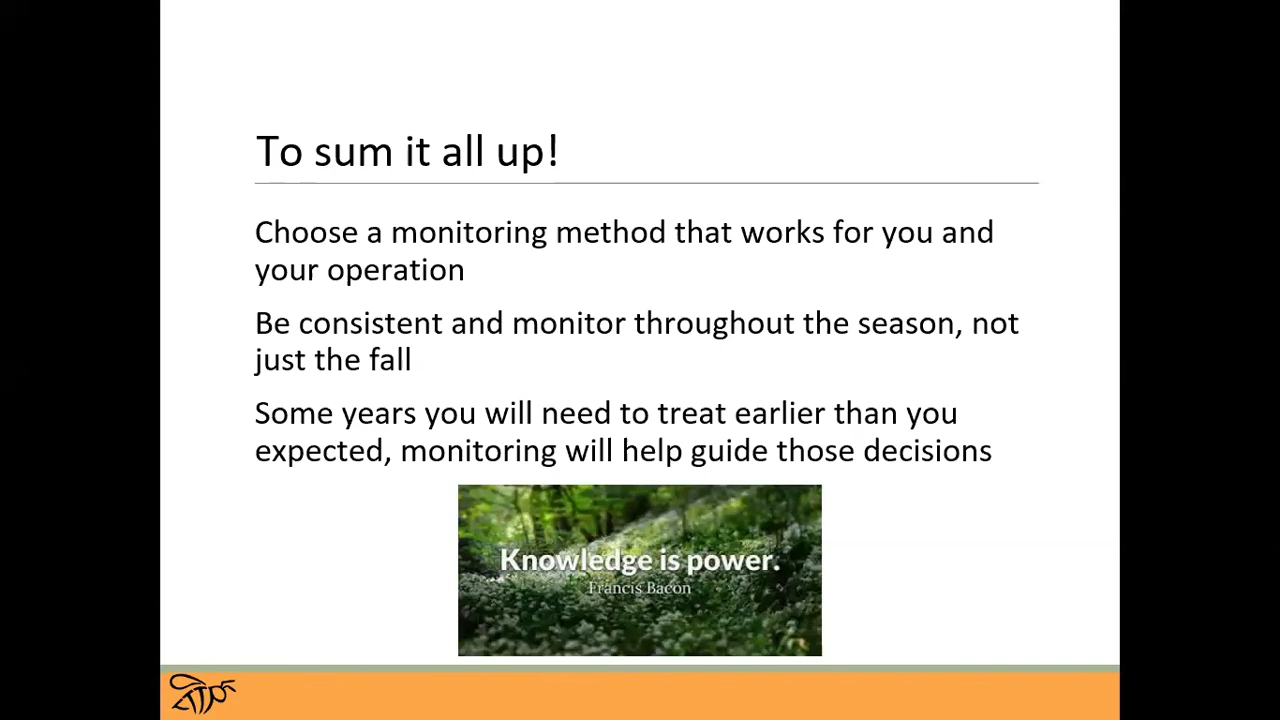 To sum it all up!
Choose a monitoring method that works for you and
your operation
Be consistent and monitor throughout the season, not
just the fall
Some years you will need to treat earlier than you
expected, monitoring will help guide those decisions
Knowledge is power.
Francis Bacon